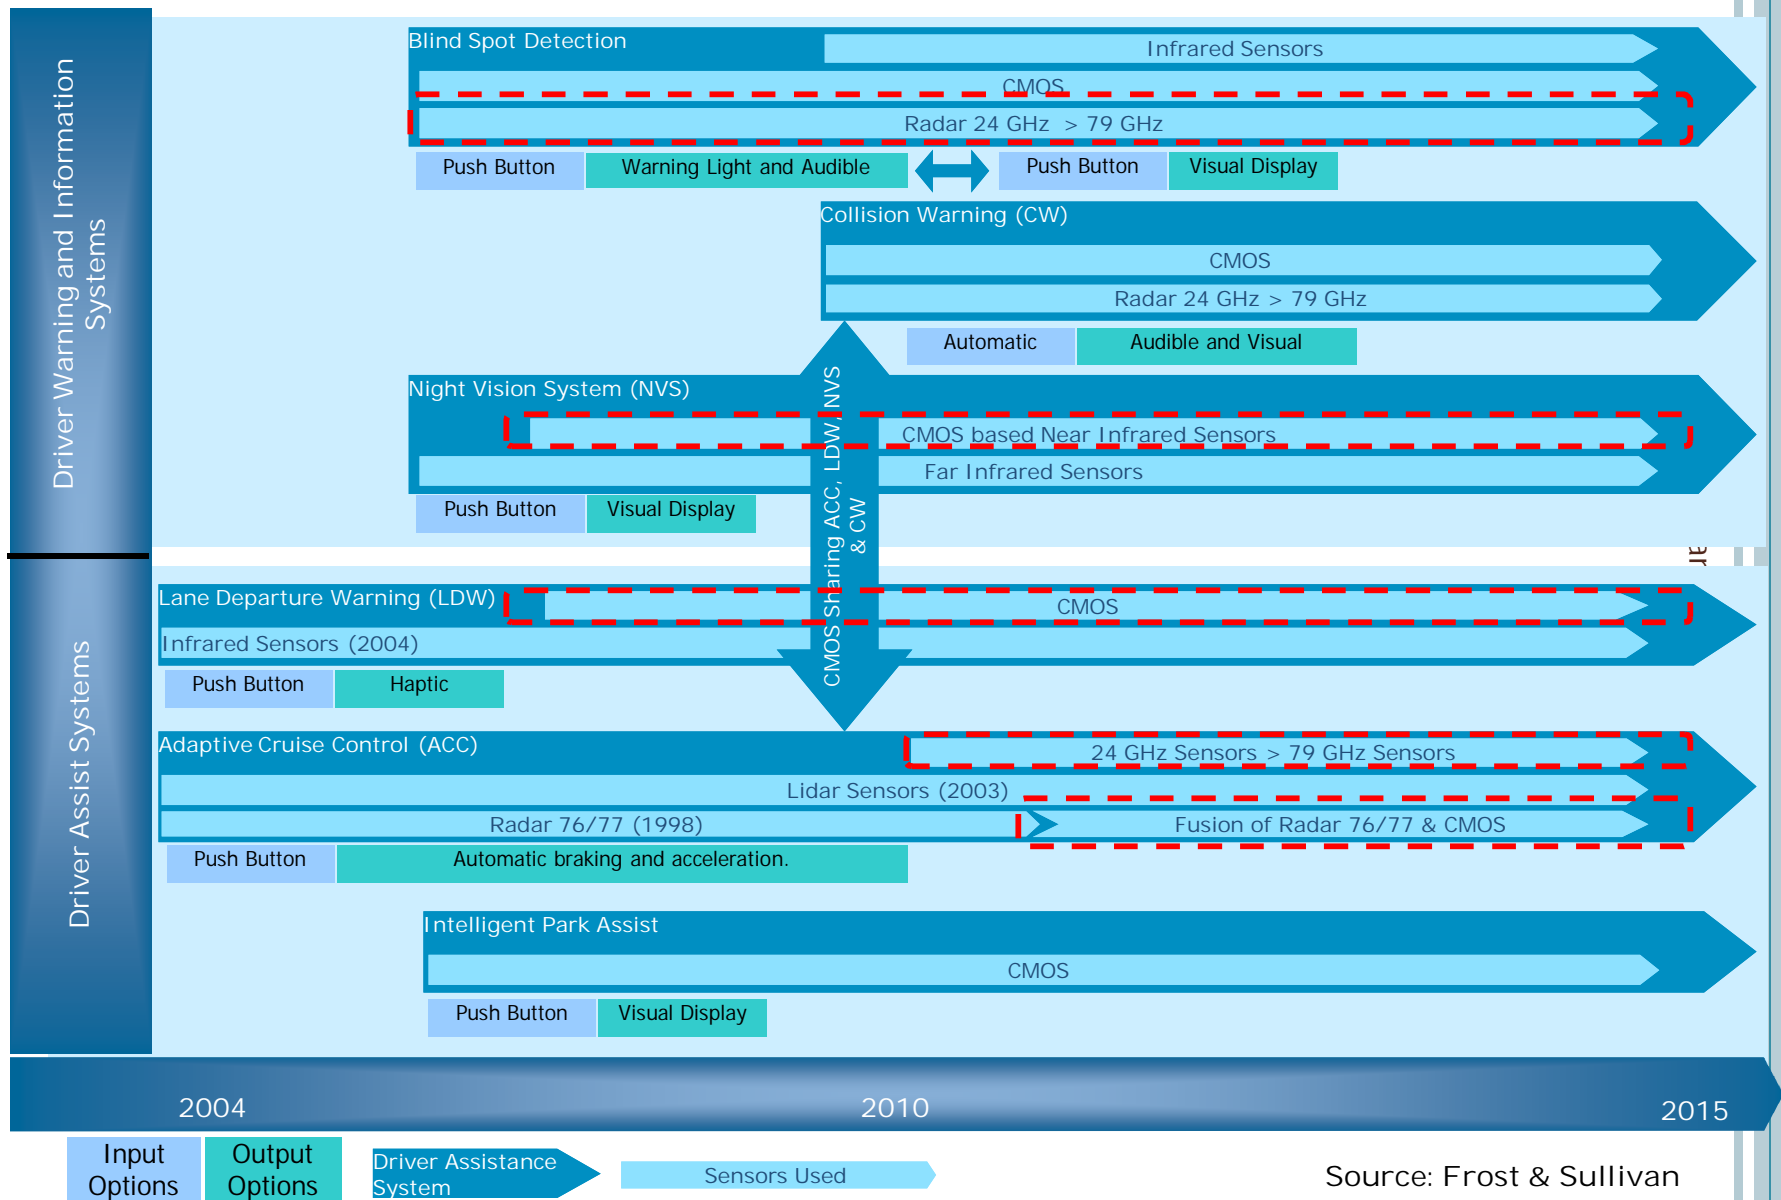 Driver Warning and Information
Systems
Blind Spot Detection
Infrared Sensors
CMOS
Radar 24 GHz > 79 GHz
Push Button
Warning Light and Audible
Push Button
Visual Display
Collision Warning (CW)
CMOS
Radar 24 GHz > 79 GHz
Automatic
Audible and Visual
Night Vision System (NVS)
CMOS based Near Infrared Sensors
Far Infrared Sensors
Push Button
Visual Display
CMOS Sharing ACC, LDW, NVS
& CW
ar
Driver Assist Systems
Lane Departure Warning (LDW)
CMOS
Infrared Sensors (2004)
Push Button
Haptic
Adaptive Cruise Control (ACC)
24 GHz Sensors > 79 GHz Sensors
Lidar Sensors (2003)
Radar 76/77 (1998)
Fusion of Radar 76/77 & CMOS
Push Button
Automatic braking and acceleration.
Intelligent Park Assist
CMOS
Push Button
Visual Display
2004
2010
2015
Input
Options
Output
Options
Driver Assistance
System
Sensors Used
Source: Frost & Sullivan